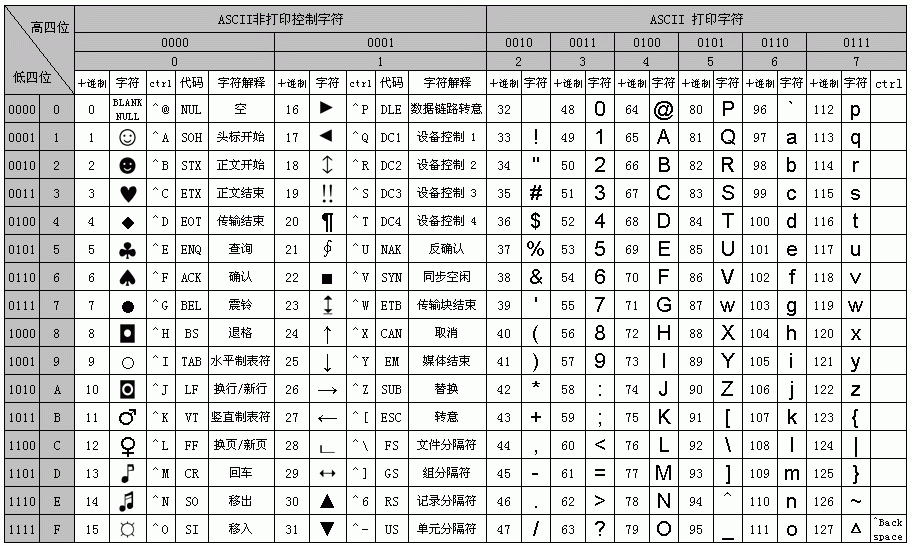 高四位 ASCII非打印控制字符 ASCII 打印字符
0000 0001 0010 0011 0100 0101 0110 0111
低四位 0 1 2 3 4 5 6 7
十进制 字符 ctrl 代码 字符解释 十进制 字符 ctrl 代码 字符解释 十进制 字符 十进制 字符 十进制 字符 十进制 字符 十进制 字符 十进制 字符 ctrl
0000 0 0 BLANK NULL ^@ NUL 空 16 ► ^P DLE 数据链路转意 32 48 0 64 @ 80 P 96 ` 112 p
0001 1 1 ☺ ^A SOH 头标开始 17 ◄ ^Q DC1 设备控制 1 33 ! 49 1 65 A 81 Q 97 a 113 q
0010 2 2 ☻ ^B STX 正文开始 18 ↕ ^R DC2 设备控制 2 34 " 50 2 66 B 82 R 98 b 114 r
0011 3 3 ♥ ^C ETX 正文结束 19 ‼ ^S DC3 设备控制 3 35 # 51 3 67 C 83 S 99 c 115 s
0100 4 4 ♦ ^D EOT 传输结束 20 ¶ ^T DC4 设备控制 4 36 $ 52 4 68 D 84 T 100 d 116 t
0101 5 5 ♣ ^E ENQ 查询 21 ∮ ^U NAK 反确认 37 % 53 5 69 E 85 U 101 e 117 u
0110 6 6 ♠ ^F ACK 确认 22 ■ ^V SYN 同步空闲 38 & 54 6 70 F 86 V 102 f 118 v
0111 7 7 ● ^G BEL 震铃 23 ↨ ^W ETB 传输块结束 39 ' 55 7 71 G 87 w 103 g 119 w
1000 8 8 ◘ ^H BS 退格 24 ↑ ^X CAN 取消 40 ( 56 8 72 H 88 X 104 h 120 x
1001 9 9 ○ ^I TAB 水平制表符 25 ↓ ^Y EM 媒体结束 41 ) 57 9 73 I 89 Y 105 i 121 y
1010 A 10 ◙ ^J LF 换行/新行 26 → ^Z SUB 替换 42 * 58 : 74 J 90 Z 106 j 122 z
1011 B 11 ♂ ^K VT 竖直制表符 27 ← ^[ ESC 转意 43 + 59 ; 75 K 91 [ 107 k 123 {
1100 C 12 ♀ ^L FF 换页/新页 28 ∟ ^\ FS 文件分隔符 44 , 60 < 76 L 92 \ 108 l 124 |
1101 D 13 ♪ ^M CR 回车 29 ↔ ^] GS 组分隔符 45 - 61 = 77 M 93 ] 109 m 125 }
1110 E 14 ♫ ^N SO 移出 30 ▲ ^6 RS 记录分隔符 46 . 62 > 78 N 94 ^ 110 n 126 ~
1111 F 15 ☼ ^O SI 移入 31 ▼ ^- US 单元分隔符 47 / 63 ? 79 O 95 _ 111 o 127 Δ ^Back space